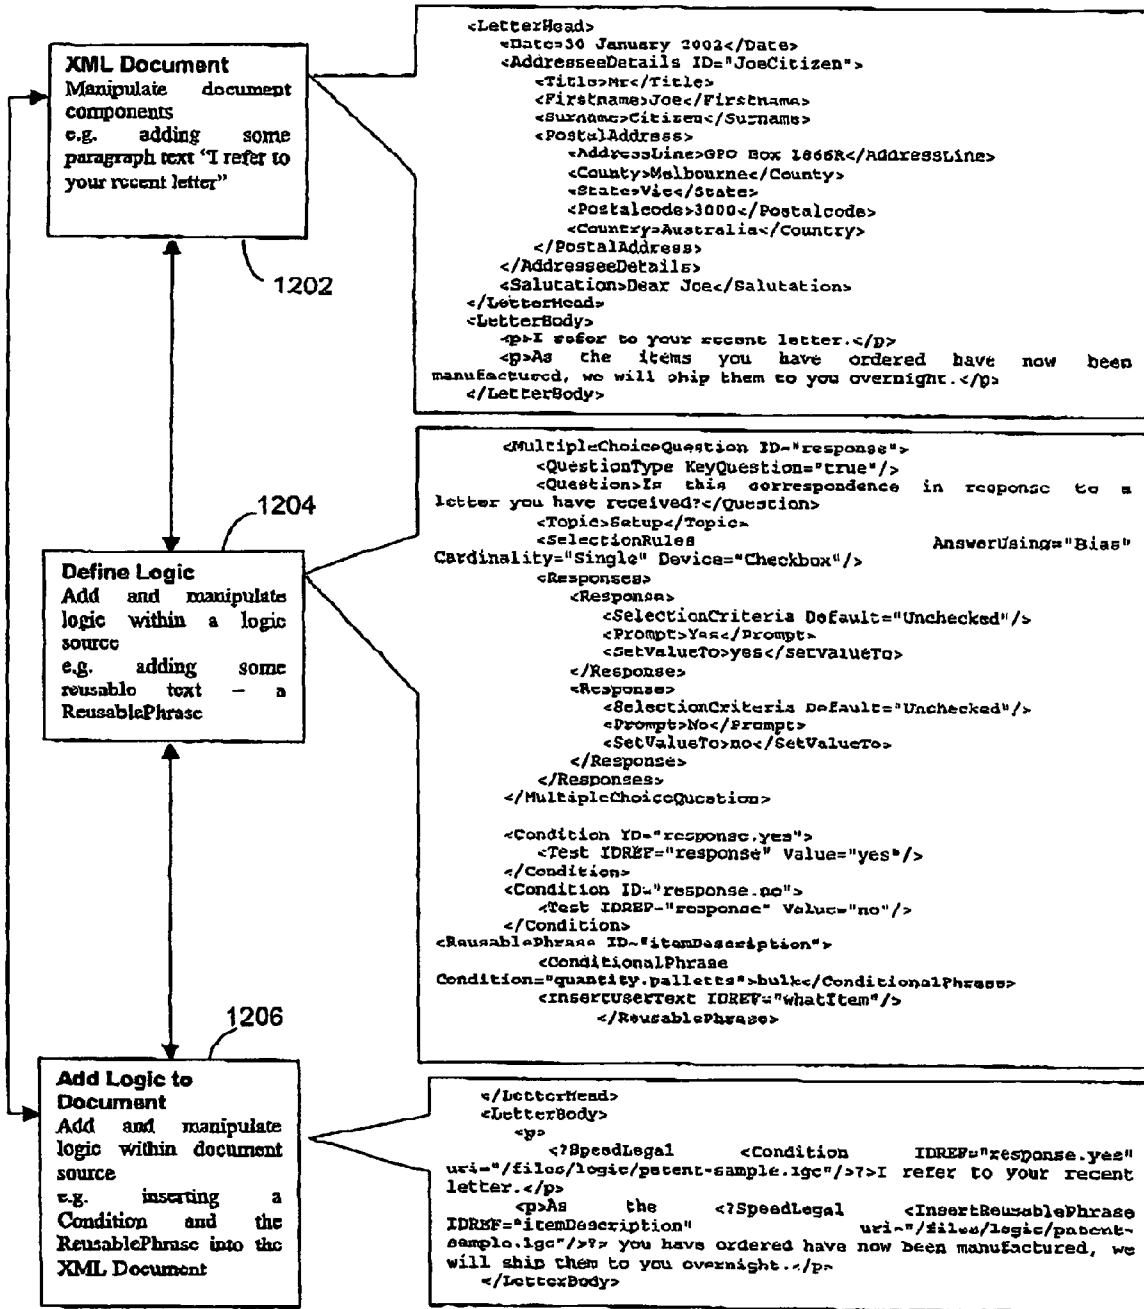 XML Document
Manipulate document
components
e.g. adding some
paragraph text "I refer to
your recent letter"
1202
<LetterHead>
<Date>30 January 2002</Date>
<AddresseeDetails ID="JoeCitizen">
<Title>Mr</Title>
<Firstname>Joe</Firstname>
<Surname>Citizen</Surname>
<PostalAddress>
<AddressLine>GPO Box 1866R</AddressLine>
<County>Melbourne</County>
<State>Vic</State>
<Postalcode>3000</Postalcode>
<Country>Australia</Country>
</PostalAddress>
</AddresseeDetails>
<Salutation>Dear Joe</Salutation>
</LetterHead>
<LetterBody>
<p>I refer to your recent letter.</p>
<p>As the items you have ordered have now been
manufactured, we will ship them to you overnight.</p>
</LetterBody>
1204
Define Logic
Add and manipulate
logic within a logic
source
e.g. adding some
reusable text – a
ReusablePhrase
<MultipleChoiceQuestion ID="response">
<QuestionType KeyQuestion="true"/>
<Question>Is this correspondence in response to a
letter you have received?</Question>
<Topic>Setup</Topic>
<SelectionRules AnswerUsing="Bias"
Cardinality="Single" Device="Checkbox"/>
<Responses>
<Response>
<SelectionCriteria Default="Unchecked"/>
<Prompt>Yes</Prompt>
<SetValueTo>yes</SetValueTo>
</Response>
<Response>
<SelectionCriteria Default="Unchecked"/>
<Prompt>No</Prompt>
<SetValueTo>no</SetValueTo>
</Response>
</Responses>
</MultipleChoiceQuestion>
<Condition ID="response.yes">
<Test IDREF="response" Value="yes"/>
</Condition>
<Condition ID="response.no">
<Test IDREF="response" Value="no"/>
</Condition>
<ReusablePhrase ID="itemDescription">
<ConditionalPhrase
Condition="quantity.palletts">bulk</ConditionalPhrase>
<InsertUserText IDREF="whatItem"/>
</ReusablePhrase>
1206
Add Logic to
Document
Add and manipulate
logic within document
source
e.g. inserting a
Condition and the
ReusablePhrase into the
XML Document
</LetterHead>
<LetterBody>
<p>
<?SpeedLegal <Condition IDREF="response.yes"
uri="/files/logic/patent-sample.lgc"/>?>I refer to your recent
letter.</p>
<p>As the <?SpeedLegal <InsertReusablePhrase
IDREF="itemDescription" uri="/files/logic/patent-
sample.lgc"/>?> you have ordered have now been manufactured, we
will ship them to you overnight.</p>
</LetterBody>